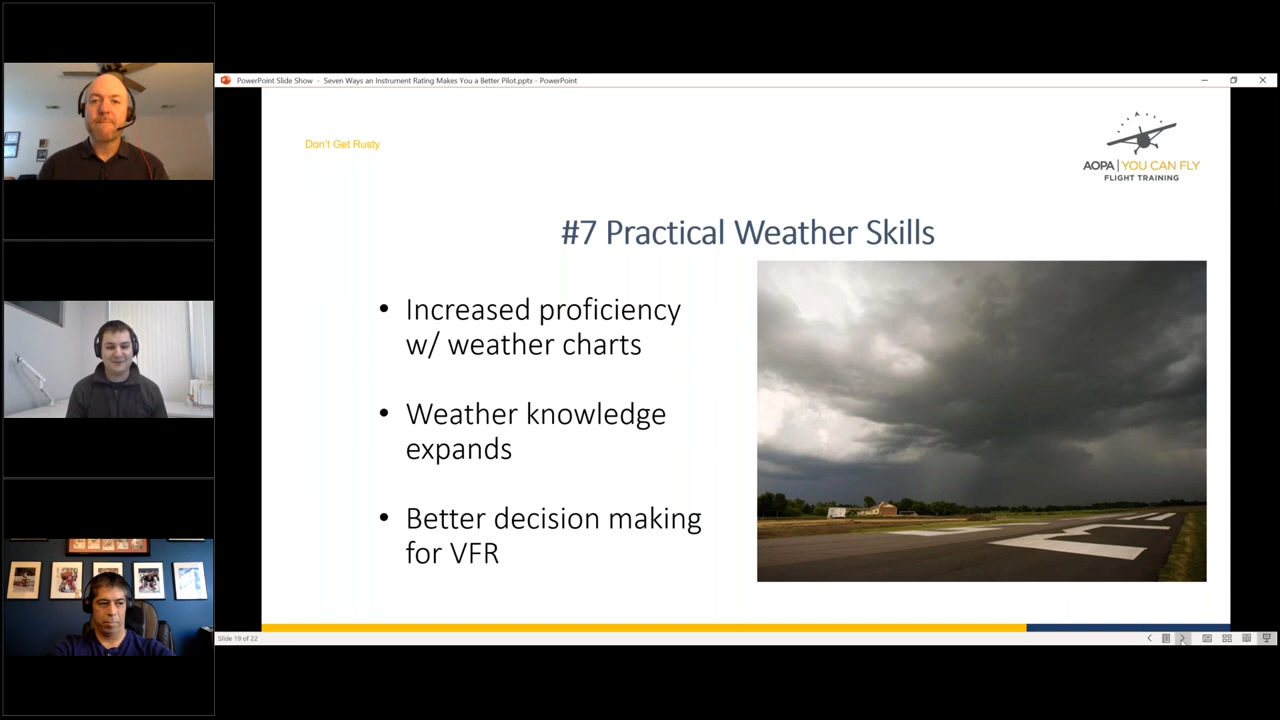 PowerPoint Slide Show - Seven Ways an Instrument Rating Makes You a Better Pilot.pptx - PowerPoint
Don't Get Rusty
AOPA | YOU CAN FLY
FLIGHT TRAINING
#7 Practical Weather Skills
• Increased proficiency
w/ weather charts
• Weather knowledge
expands
• Better decision making
for VFR
Slide 19 of 22